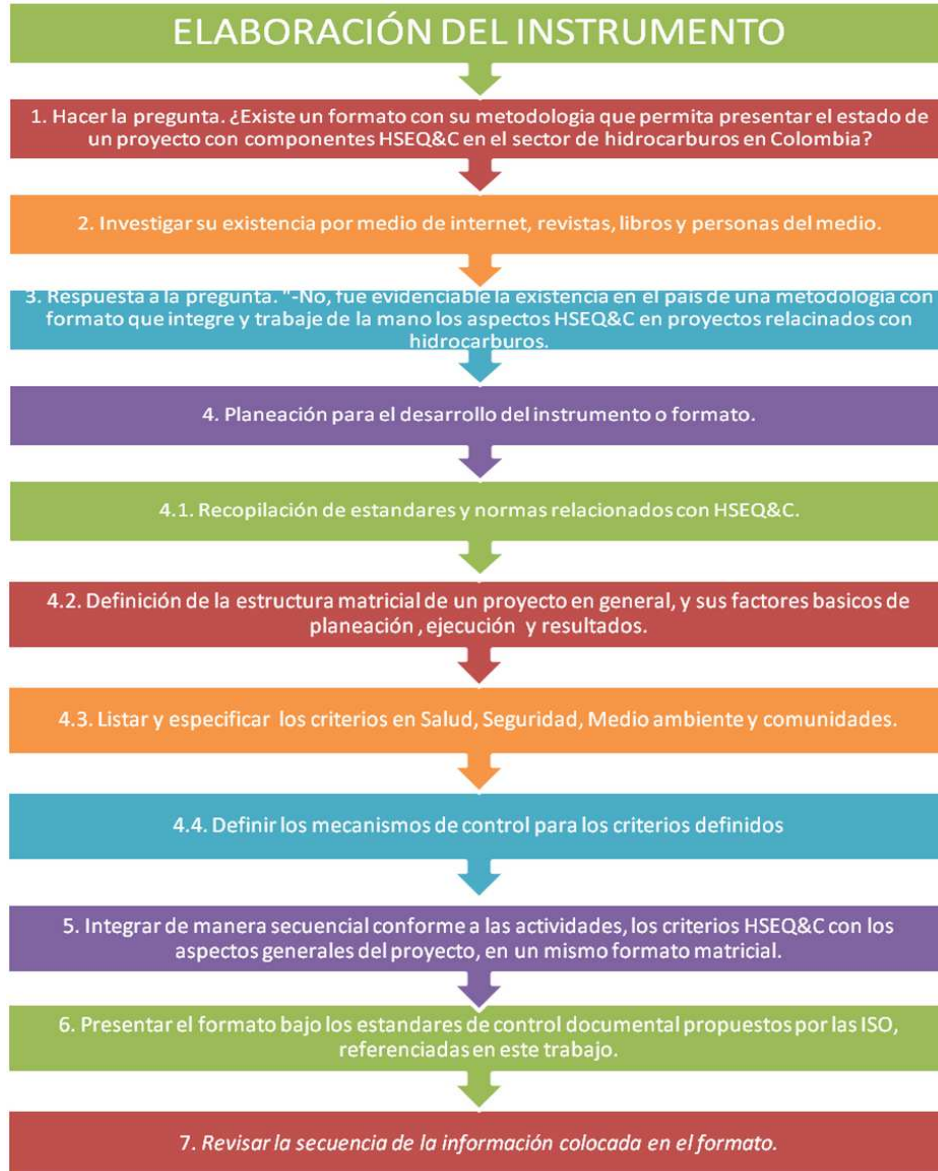 ELABORACIÓN DEL INSTRUMENTO
1. Hacer la pregunta. ¿Existe un formato con su metodologia que permita presentar el estado de
un proyecto con componentes HSEQ&C en el sector de hidrocarburos en Colombia?
2. Investigar su existencia por medio de internet, revistas, libros y personas del medio.
3. Respuesta a la pregunta. "-No, fue evidenciable la existencia en el país de una metodología con
formato que integre y trabaje de la mano los aspectos HSEQ&C en proyectos relacinados con
hidrocarburos.
4. Planeación para el desarrollo del instrumento o formato.
4.1. Recopilación de estandares y normas relacionados con HSEQ&C.
4.2. Definición de la estructura matricial de un proyecto en general, y sus factores basicos de
planeación , ejecución y resultados.
4.3. Listar y especificar los criterios en Salud, Seguridad, Medio ambiente y comunidades.
4.4. Definir los mecanismos de control para los criterios definidos
5. Integrar de manera secuencial conforme a las actividades, los criterios HSEQ&C con los
aspectos generales del proyecto, en un mismo formato matricial.
6. Presentar el formato bajo los estandares de control documental propuestos por las ISO,
referenciadas en este trabajo.
7. Revisar la secuencia de la información colocada en el formato.